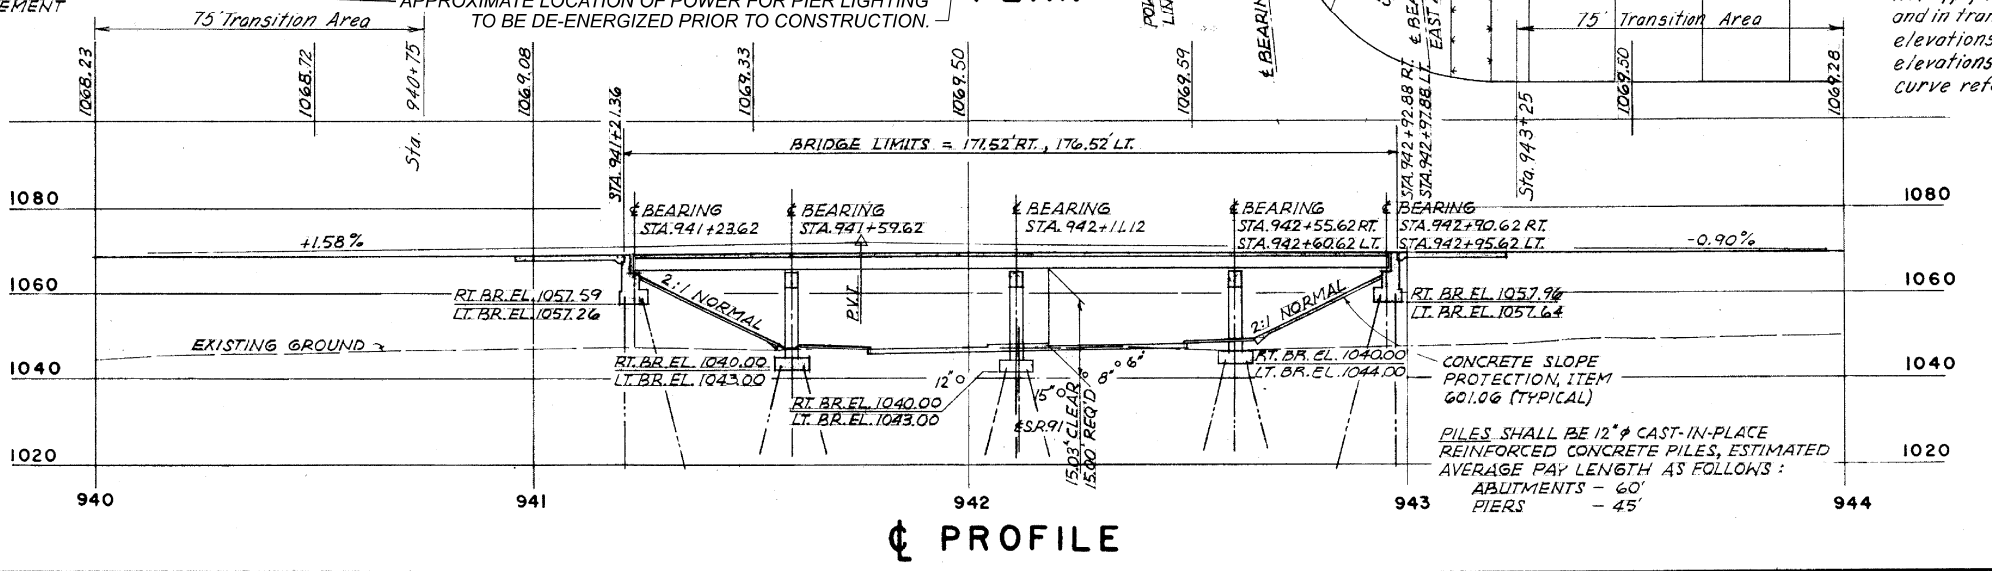 EMENT
APPROXIMATE LOCATION OF POWER FOR PIER LIGHTING
TO BE DE-ENERGIZED PRIOR TO CONSTRUCTION.
75' Transition Area
75' Transition Area
and in tran
elevations
elevations
curve ref
℄ BEARIN
1068.23
1068.72
Sta. 940+75
1069.08
STA. 941+21.36
1069.33
1069.50
1069.59
STA. 942+92.88 RT.
STA. 942+97.88 LT.
Sta. 943+25
1069.50
1069.28
BRIDGE LIMITS = 171.52' RT., 176.52' LT.
1080
1080
℄ BEARING
STA. 941+23.62
℄ BEARING
STA. 941+59.62
℄ BEARING
STA. 942+11.12
℄ BEARING
STA. 942+55.62 RT.
STA. 942+60.62 LT.
℄ BEARING
STA. 942+90.62 RT.
STA. 942+95.62 LT.
+1.58%
-0.90%
1060
1060
RT. BR. EL. 1057.59
LT. BR. EL. 1057.26
2:1 NORMAL
P.V.I.
2:1 NORMAL
RT. BR. EL. 1057.96
LT. BR. EL. 1057.64
EXISTING GROUND
1040
1040
RT. BR. EL. 1040.00
LT. BR. EL. 1043.00
RT. BR. EL. 1040.00
LT. BR. EL. 1043.00
12"
15"
8"
6"
℄ S.R. 91
15.03' CLEAR
15.00' REQ'D
RT. BR. EL. 1040.00
LT. BR. EL. 1044.00
CONCRETE SLOPE
PROTECTION, ITEM
601.06 (TYPICAL)
PILES SHALL BE 12" φ CAST-IN-PLACE
REINFORCED CONCRETE PILES, ESTIMATED
AVERAGE PAY LENGTH AS FOLLOWS:
ABUTMENTS - 60'
PIERS - 45'
1020
1020
940
941
942
943
944
℄ PROFILE